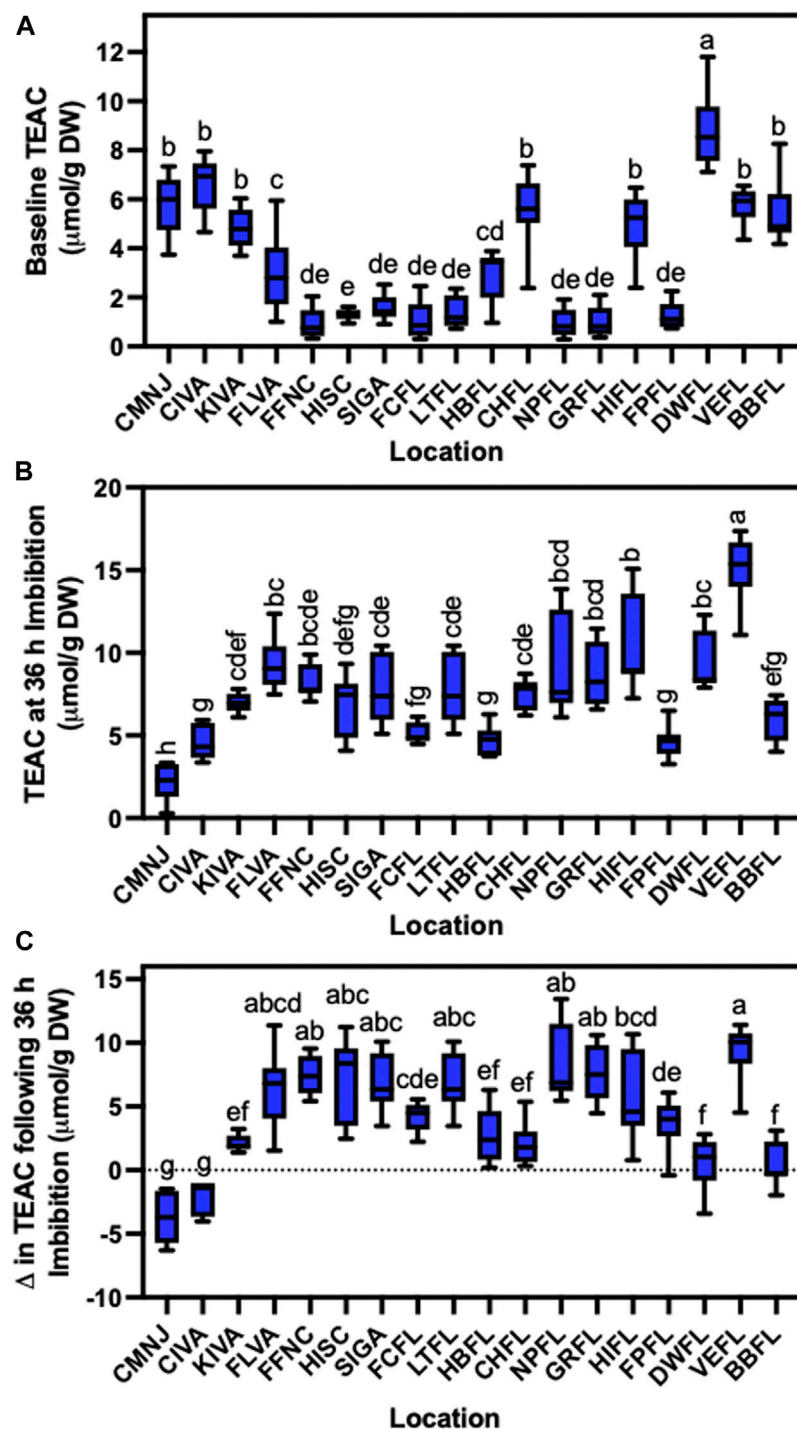 A
Baseline TEAC
(µmol/g DW)
12
10
8
6
4
2
0
b b b c de e de de de cd b de de b de a b b
CMNJ CIVA KIVA FLVA FFNC HISC SIGA FCFL LTFL HBFL CHFL NPFL GRFL HIFL FPFL DWFL VEFL BBFL
Location
B
TEAC at 36 h Imbibition
(µmol/g DW)
20
15
10
5
0
h g cdef bc bcde defg cde fg cde g cde bcd bcd b g bc a efg
CMNJ CIVA KIVA FLVA FFNC HISC SIGA FCFL LTFL HBFL CHFL NPFL GRFL HIFL FPFL DWFL VEFL BBFL
Location
C
Δ in TEAC following 36 h
Imbibition (µmol/g DW)
15
10
5
0
-5
-10
g g ef abcd ab abc abc cde abc ef ef ab ab bcd de f a f
CMNJ CIVA KIVA FLVA FFNC HISC SIGA FCFL LTFL HBFL CHFL NPFL GRFL HIFL FPFL DWFL VEFL BBFL
Location